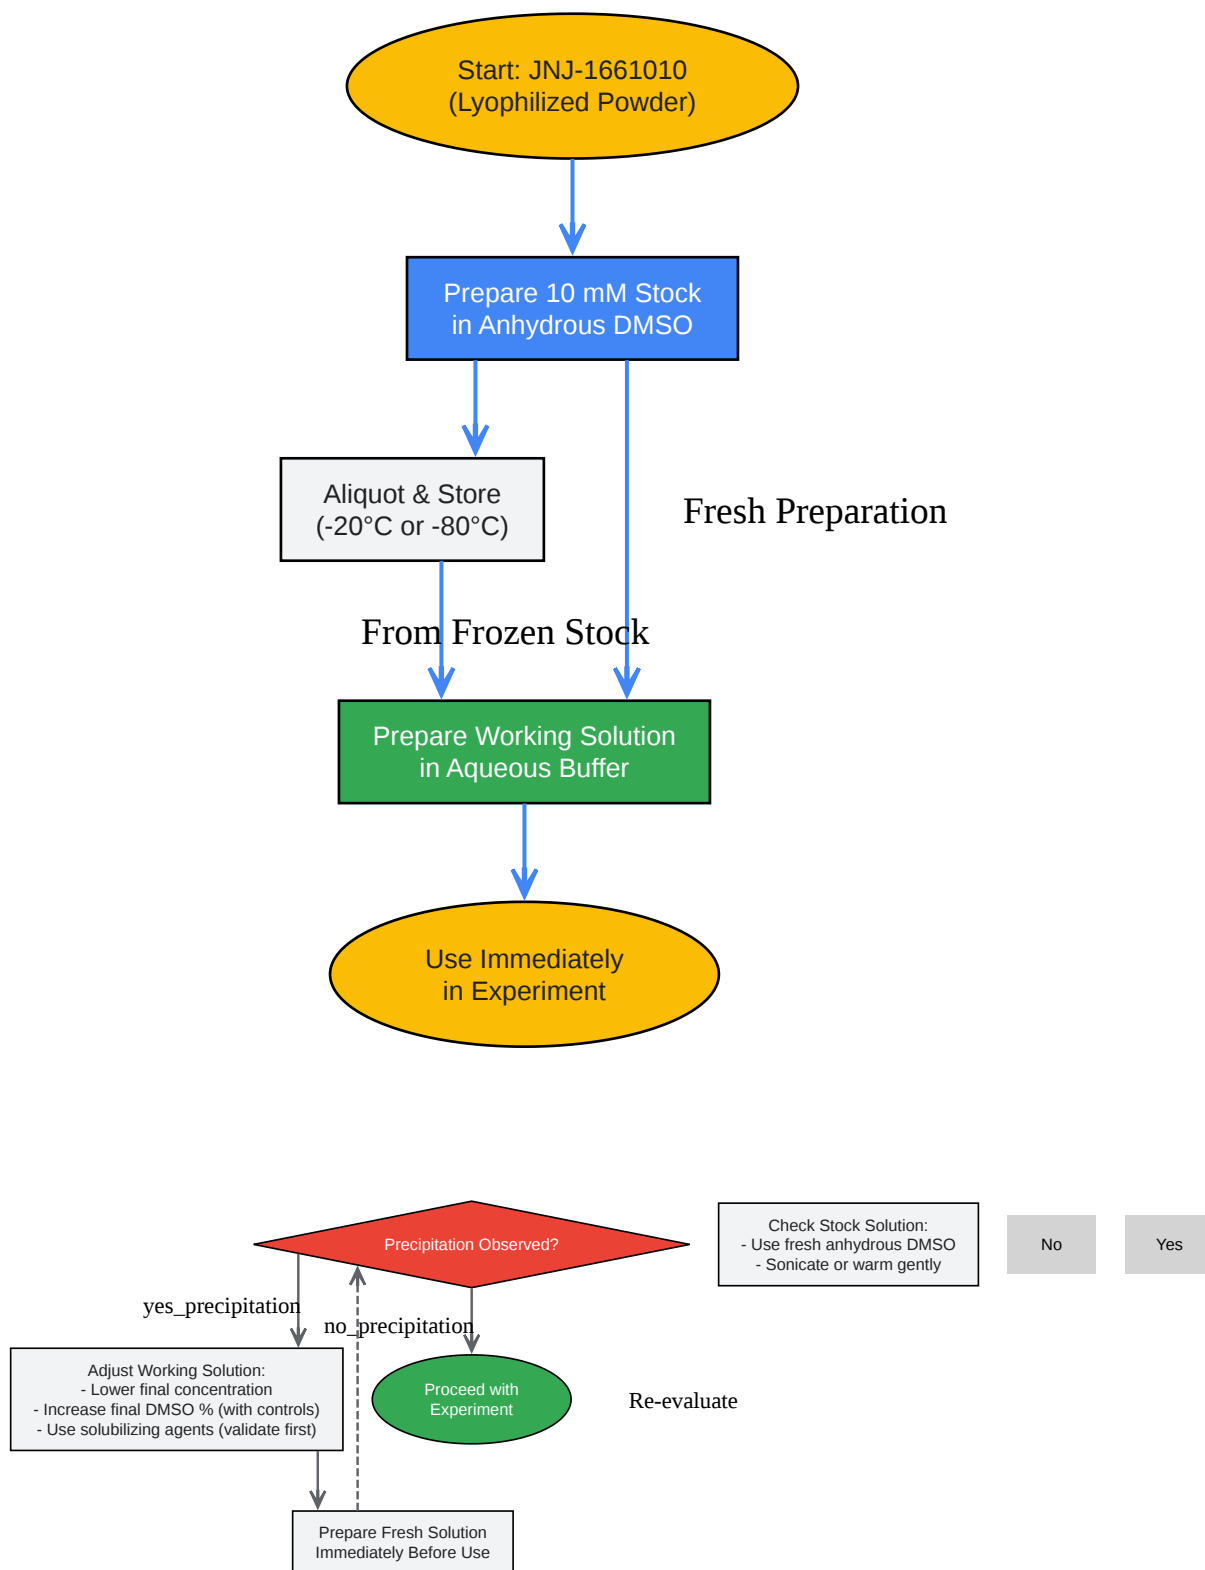 Start: JNJ-1661010
(Lyophilized Powder)
Prepare 10 mM Stock
in Anhydrous DMSO
Aliquot & Store
(-20°C or -80°C)
Fresh Preparation
From Frozen Stock
Prepare Working Solution
in Aqueous Buffer
Use Immediately
in Experiment
Precipitation Observed?
Check Stock Solution:
- Use fresh anhydrous DMSO
- Sonicate or warm gently
No
Yes
yes_precipitation
no_precipitation
Adjust Working Solution:
- Lower final concentration
- Increase final DMSO % (with controls)
- Use solubilizing agents (validate first)
Proceed with
Experiment
Re-evaluate
Prepare Fresh Solution
Immediately Before Use